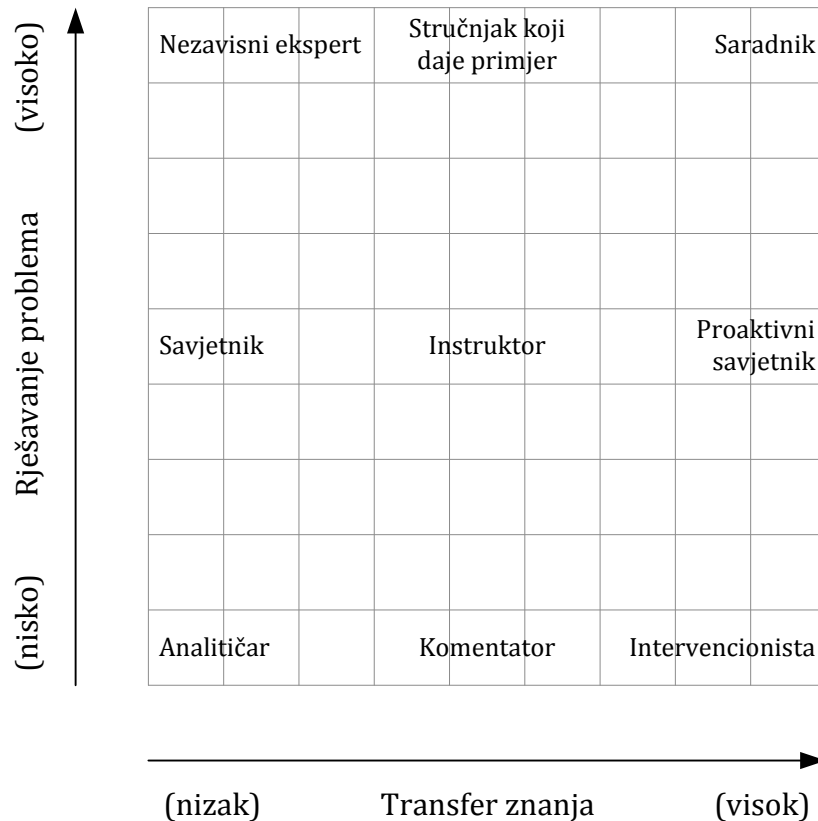 (visoko)
Rješavanje problema
(nisko)
Nezavisni ekspert
Stručnjak koji
daje primjer
Saradnik
Savjetnik
Instruktor
Proaktivni
savjetnik
Analitičar
Komentator
Intervencionista
(nizak)
Transfer znanja
(visok)